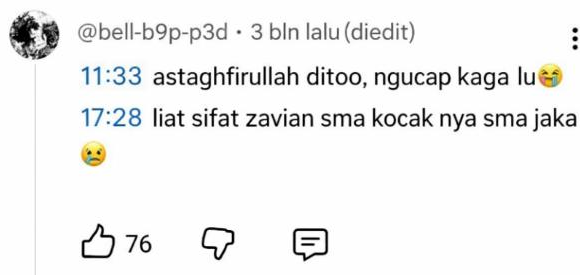 @bell-b9p-p3d • 3 bln lalu (diedit)
11:33 astaghfirullah ditoo, ngucap kaga lu😭
17:28 liat sifat zavian sma kocak nya sma jaka
😢
76